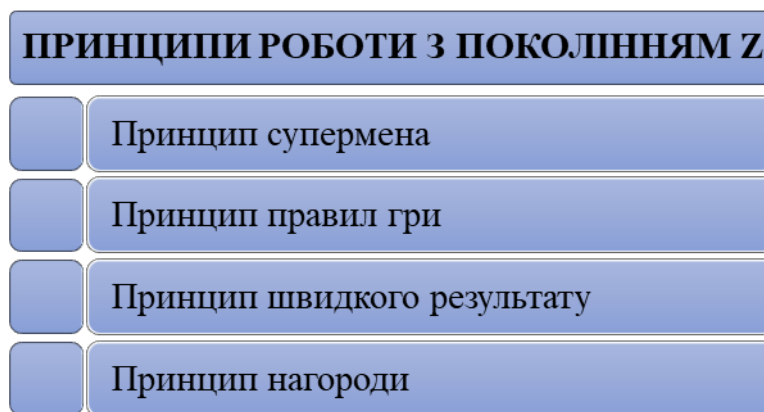 ПРИНЦИПИ РОБОТИ З ПОКОЛІННЯМ Z
Принцип супермена
Принцип правил гри
Принцип швидкого результату
Принцип нагороди